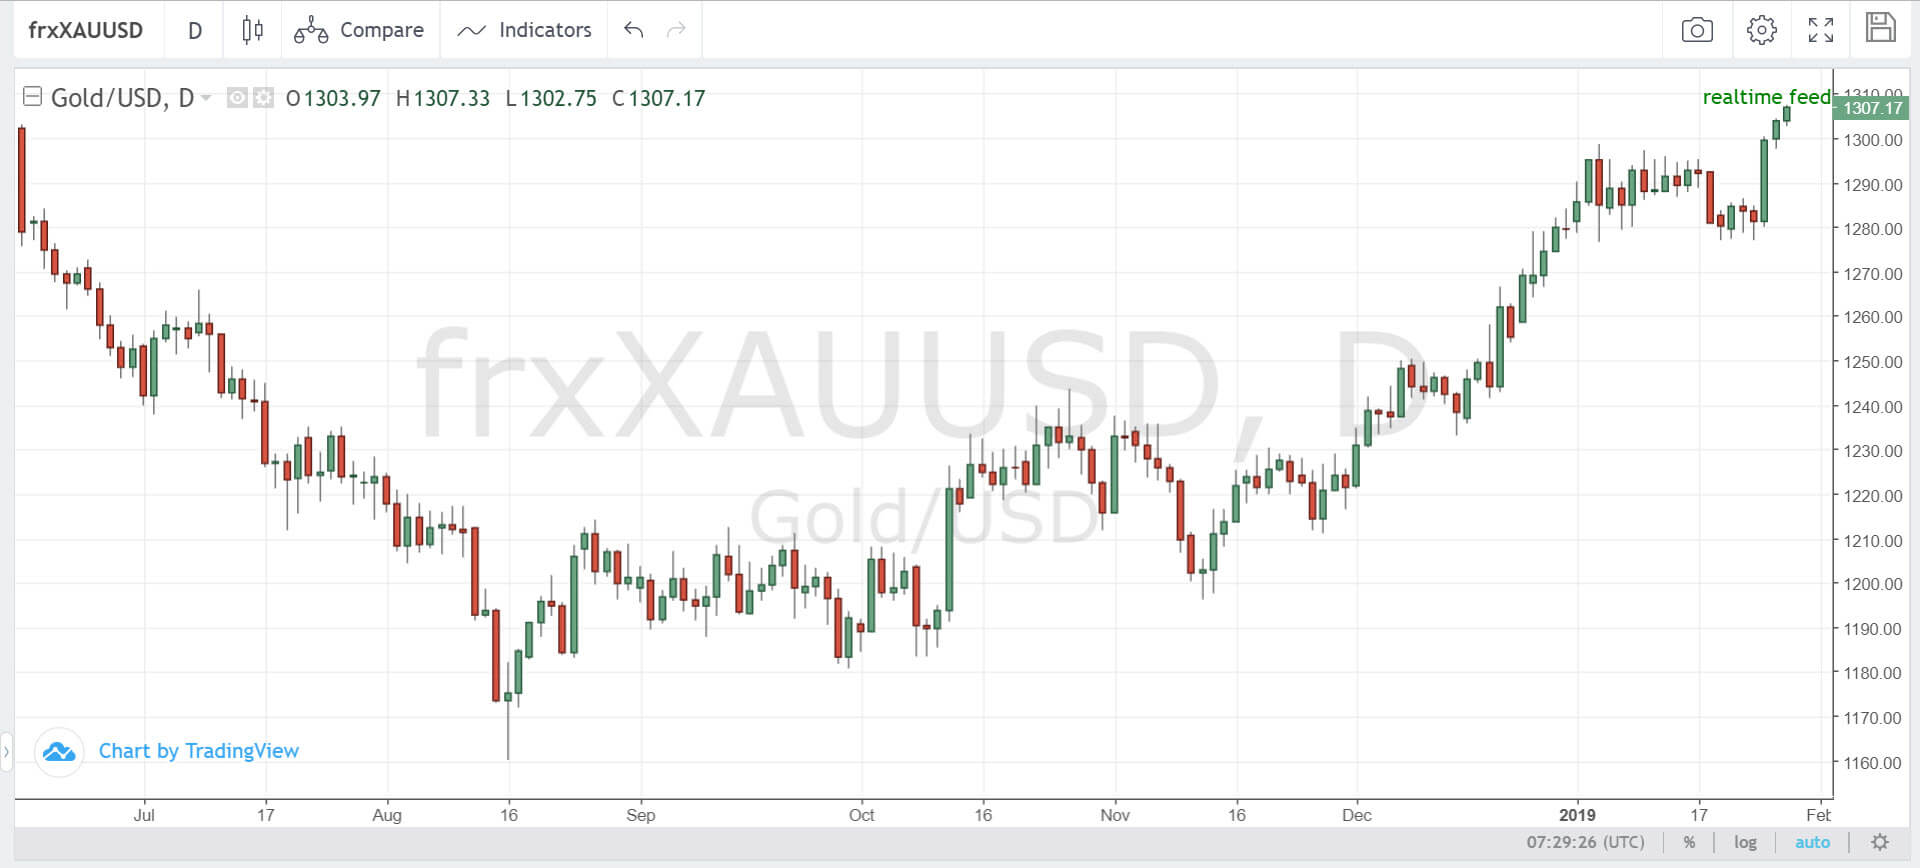 frxXAUUSD D Compare Indicators
Gold/USD, D O1303.97 H1307.33 L1302.75 C1307.17
realtime feed
1310.00
1307.17
1300.00
1290.00
1280.00
1270.00
1260.00
1250.00
1240.00
1230.00
1220.00
1210.00
1200.00
1190.00
1180.00
1170.00
1160.00
frxXAUUSD, D
Gold/USD
Chart by TradingView
Jul 17 Aug 16 Sep Oct 16 Nov 16 Dec 2019 17 Fet
07:29:26 (UTC) % log auto